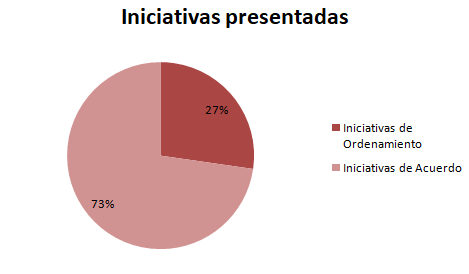 Iniciativas presentadas
27%
73%
Iniciativas de
Ordenamiento
Iniciativas de Acuerdo